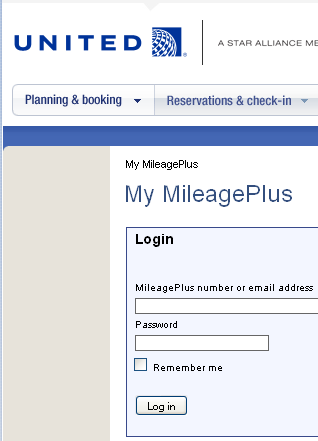 UNITED
A STAR ALLIANCE ME
Planning & booking
Reservations & check-in
My MileagePlus
My MileagePlus
Login
MileagePlus number or email address
Password
Remember me
Log in